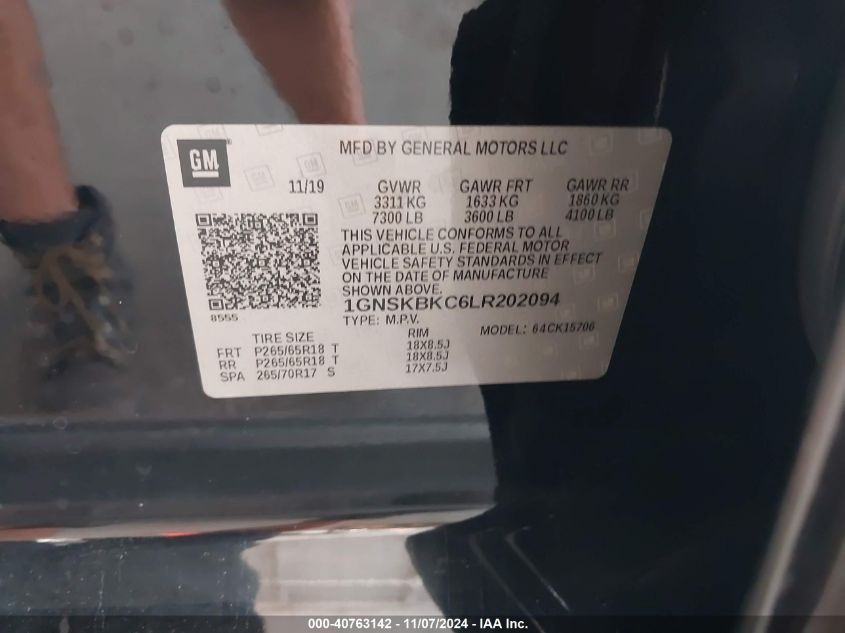 GM
MFD BY GENERAL MOTORS LLC
11/19 GVWR GAWR FRT GAWR RR
3311 KG 1633 KG 1860 KG
7300 LB 3600 LB 4100 LB
THIS VEHICLE CONFORMS TO ALL
APPLICABLE U.S. FEDERAL MOTOR
VEHICLE SAFETY STANDARDS IN EFFECT
ON THE DATE OF MANUFACTURE
SHOWN ABOVE.
1GNSKBKC6LR202094
8555
TYPE: M.P.V. MODEL: 64CK15706
TIRE SIZE RIM
FRT P265/65R18 T 18X8.5J
RR P265/65R18 T 18X8.5J
SPA 265/70R17 S 17X7.5J
000-40763142 - 11/07/2024 - IAA Inc.